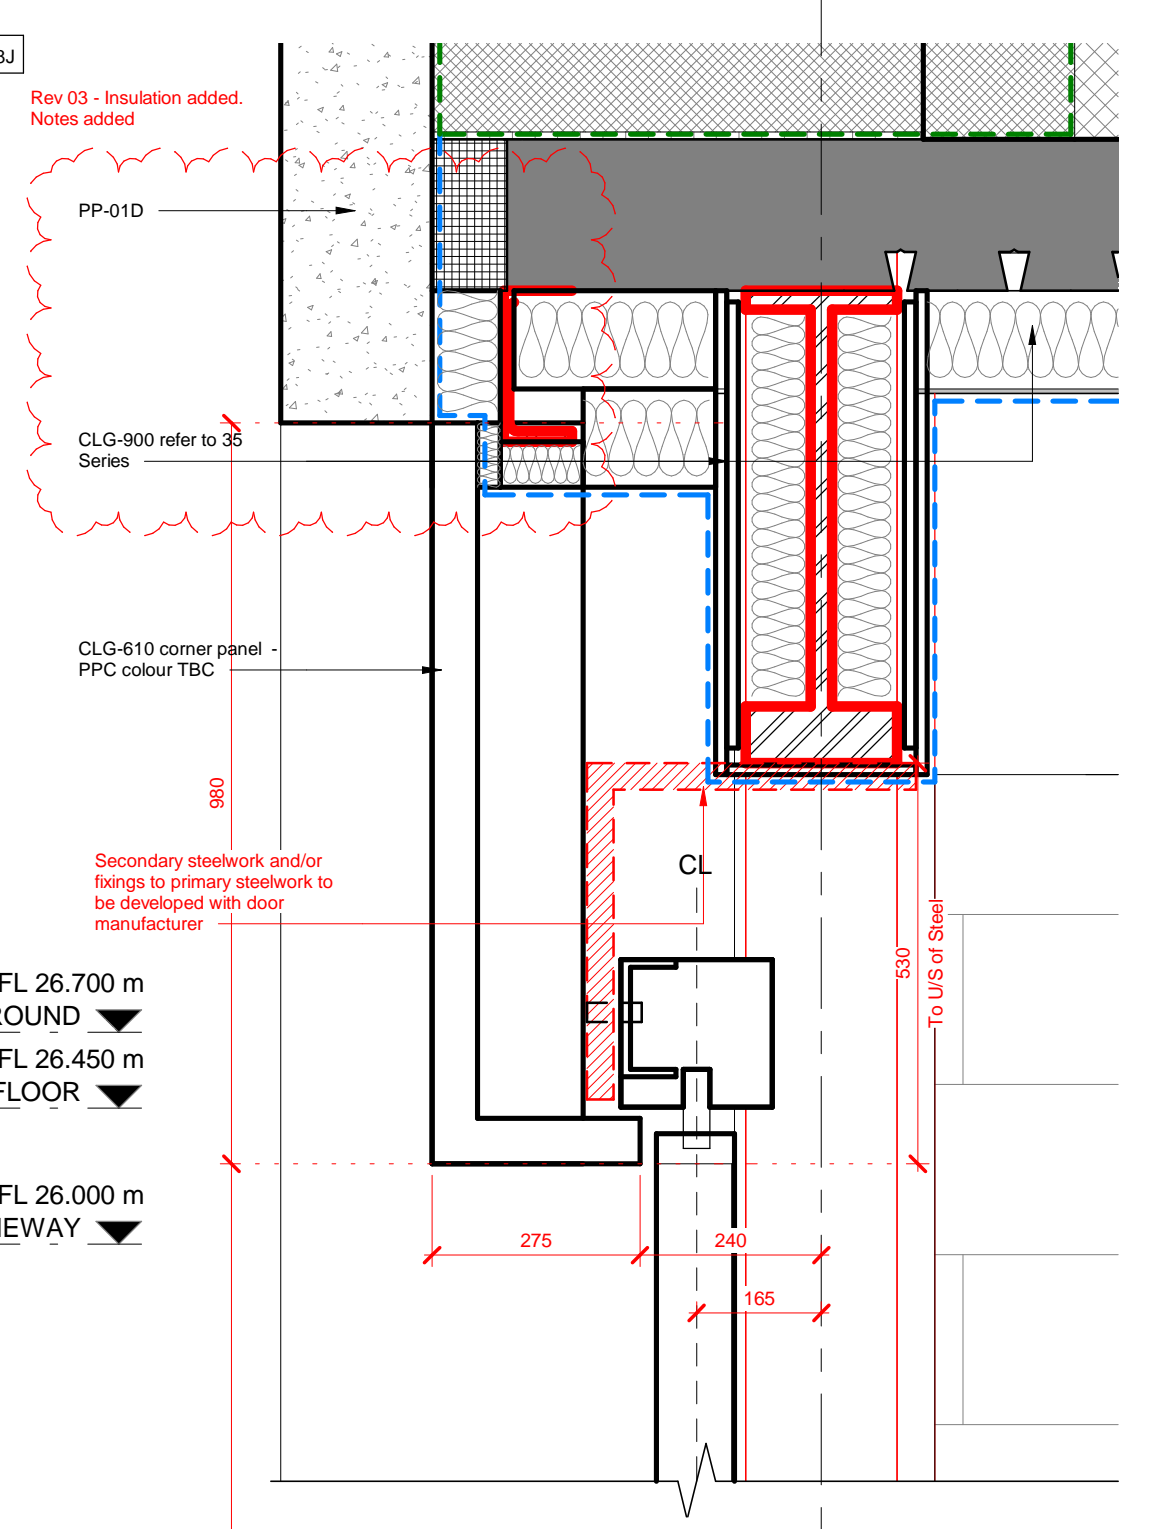 3J
Rev 03 - Insulation added.
Notes added
PP-01D
CLG-900 refer to 35
Series
CLG-610 corner panel -
PPC colour TBC
980
Secondary steelwork and/or
fixings to primary steelwork to
be developed with door
manufacturer
CL
530
To U/S of Steel
FL 26.700 m
ROUND
FL 26.450 m
FLOOR
FL 26.000 m
NEWAY
275
240
165